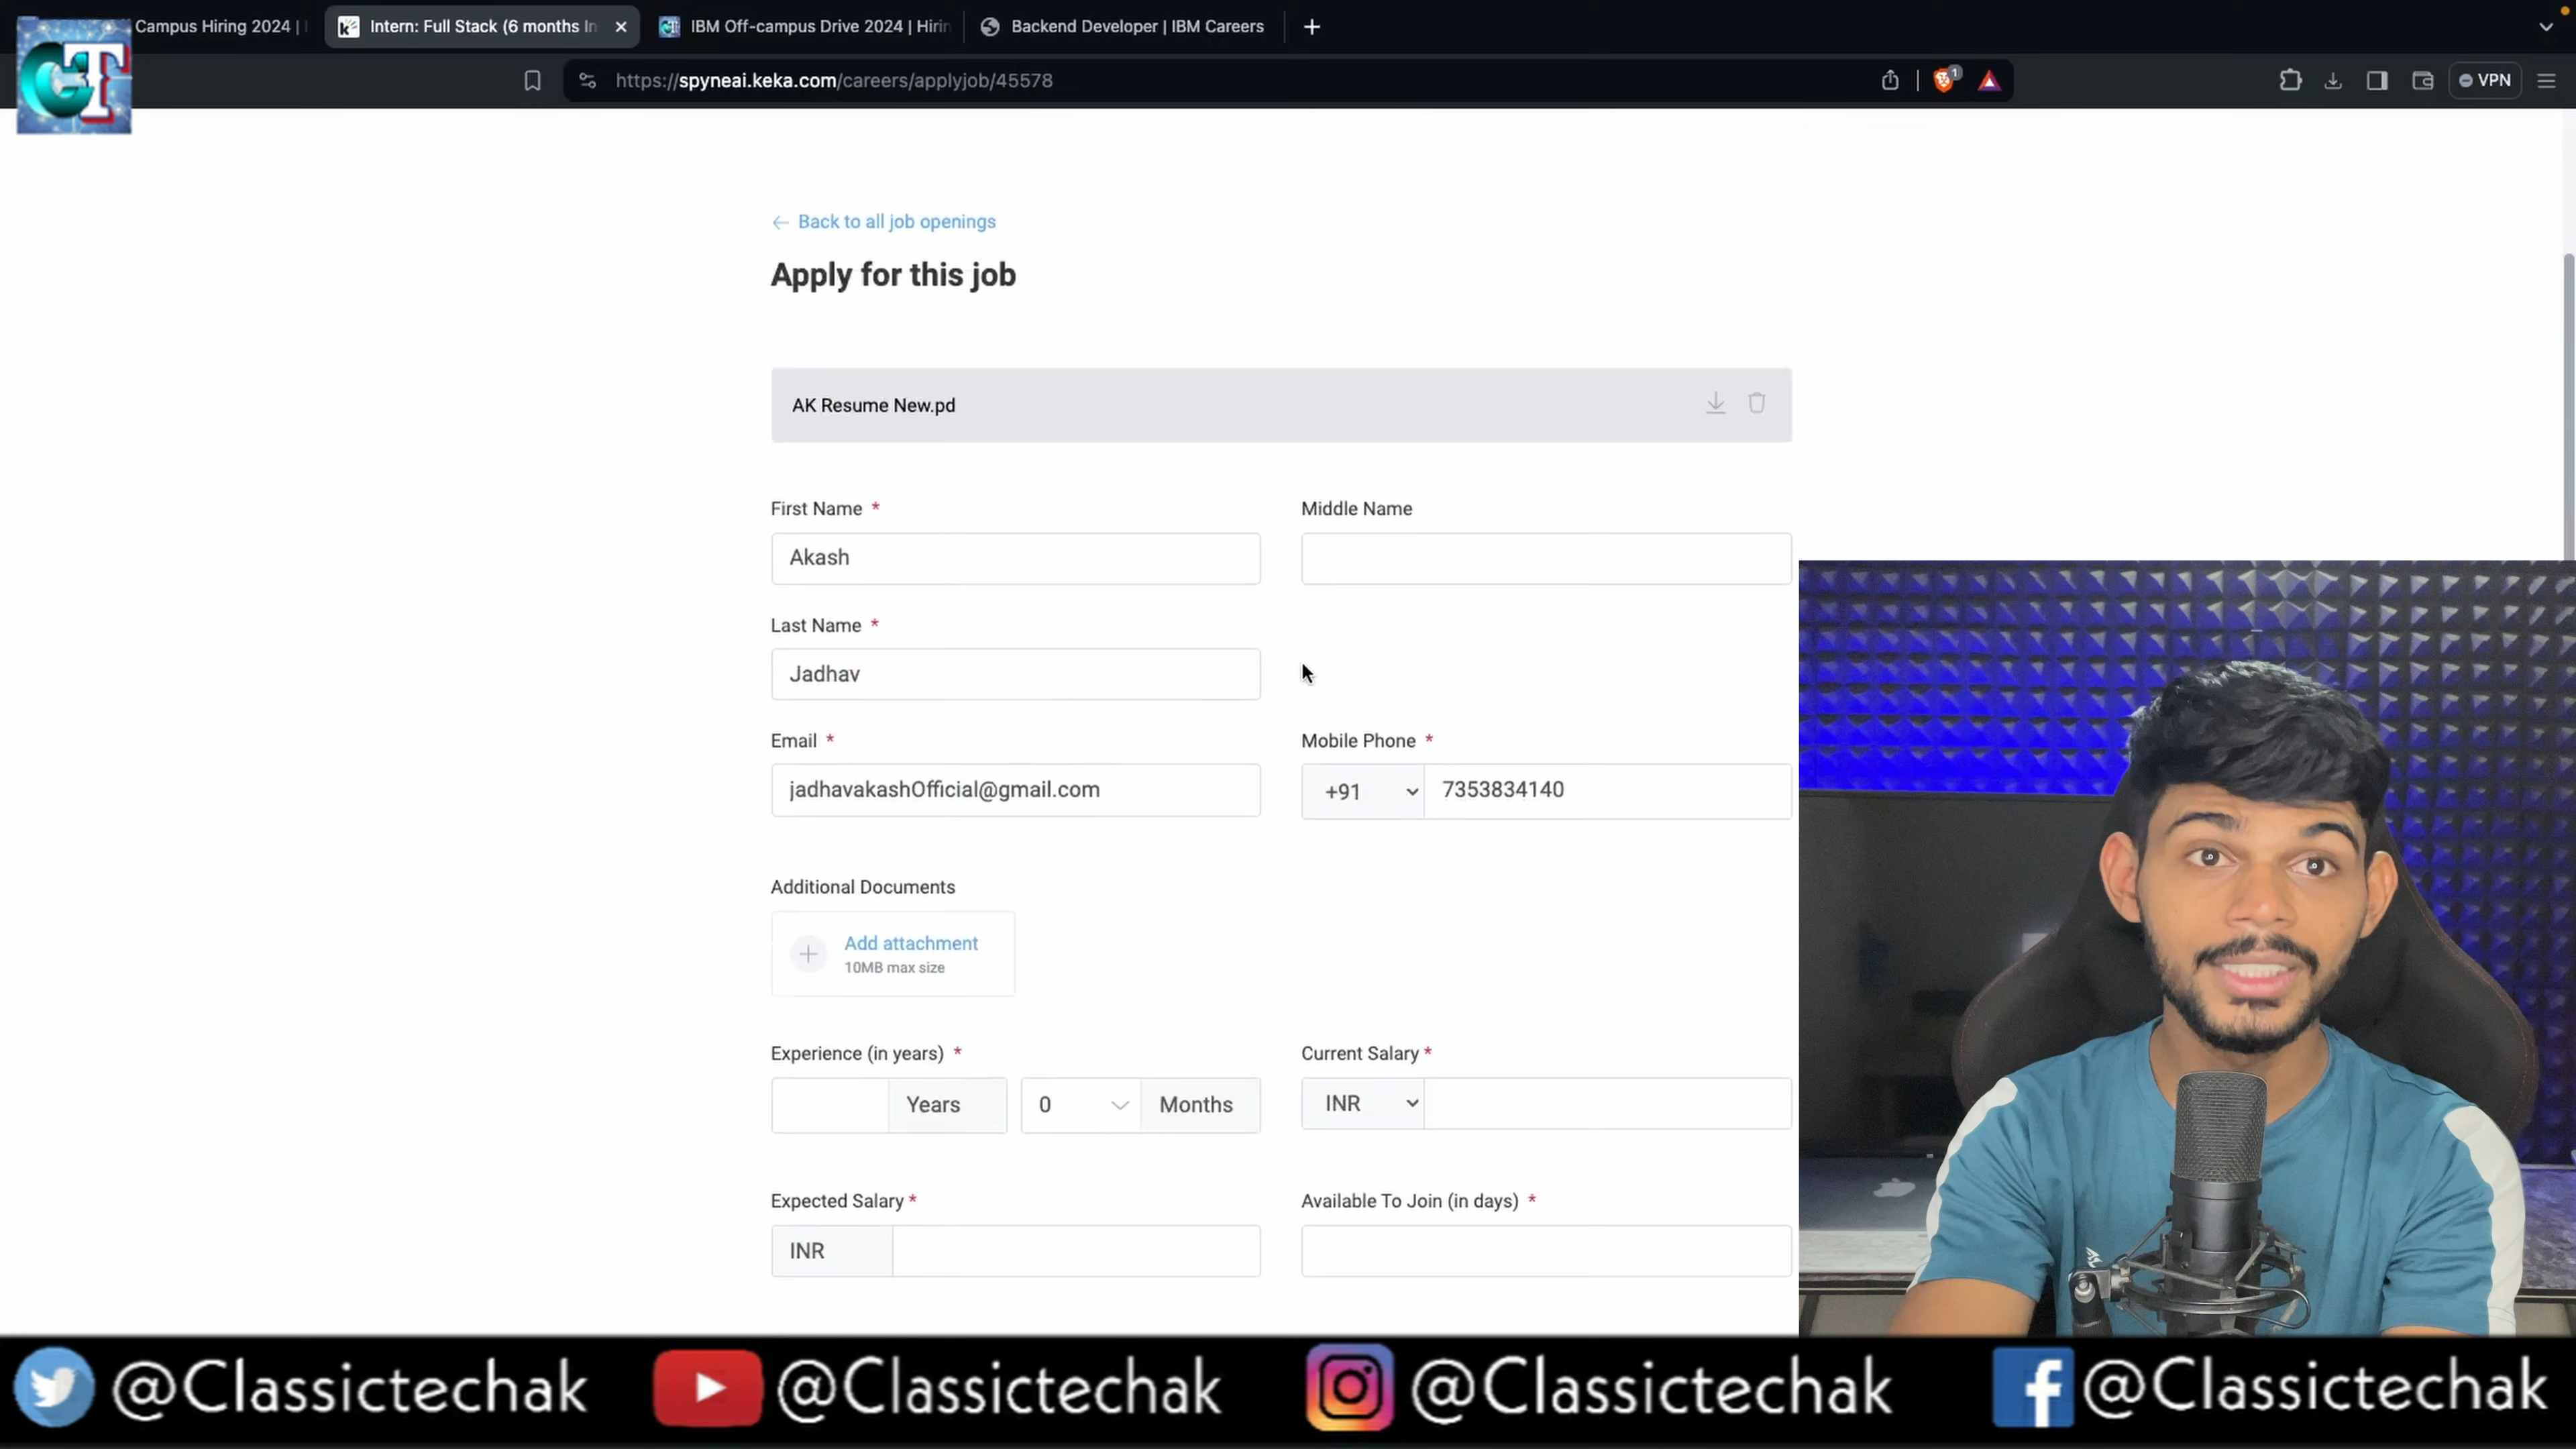 Campus Hiring 2024 |
Intern: Full Stack (6 months In
IBM Off-campus Drive 2024 | Hirin
Backend Developer | IBM Careers
https://spyneai.keka.com/careers/applyjob/45578
1
VPN
CT
← Back to all job openings
Apply for this job
AK Resume New.pd
First Name *
Middle Name
Akash
Last Name *
Jadhav
Email *
Mobile Phone *
jadhavakashOfficial@gmail.com
+91 7353834140
Additional Documents
Add attachment
10MB max size
Experience (in years) *
Current Salary *
Years 0 Months
INR
Expected Salary *
Available To Join (in days) *
INR
@Classictechak @Classictechak @Classictechak @Classictechak